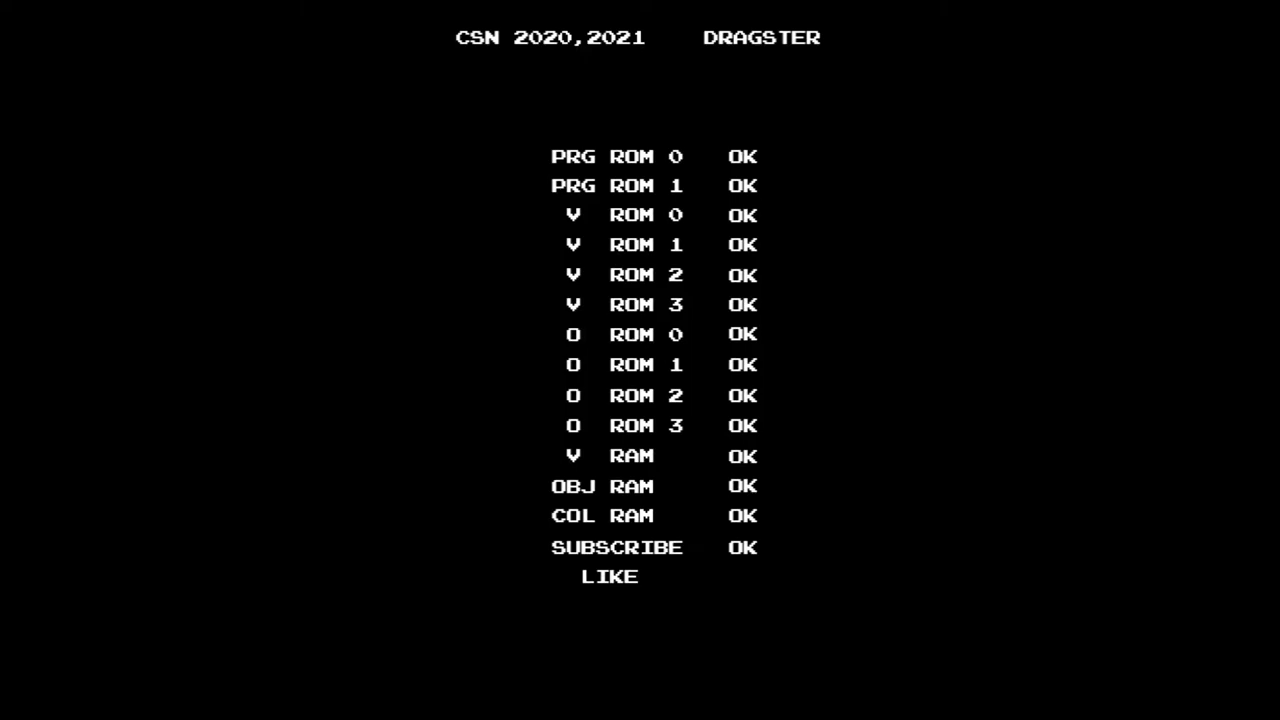 CSN 2020,2021 DRAGSTER
PRG ROM 0 OK
PRG ROM 1 OK
V ROM 0 OK
V ROM 1 OK
V ROM 2 OK
V ROM 3 OK
O ROM 0 OK
O ROM 1 OK
O ROM 2 OK
O ROM 3 OK
V RAM OK
OBJ RAM OK
COL RAM OK
SUBSCRIBE OK
LIKE